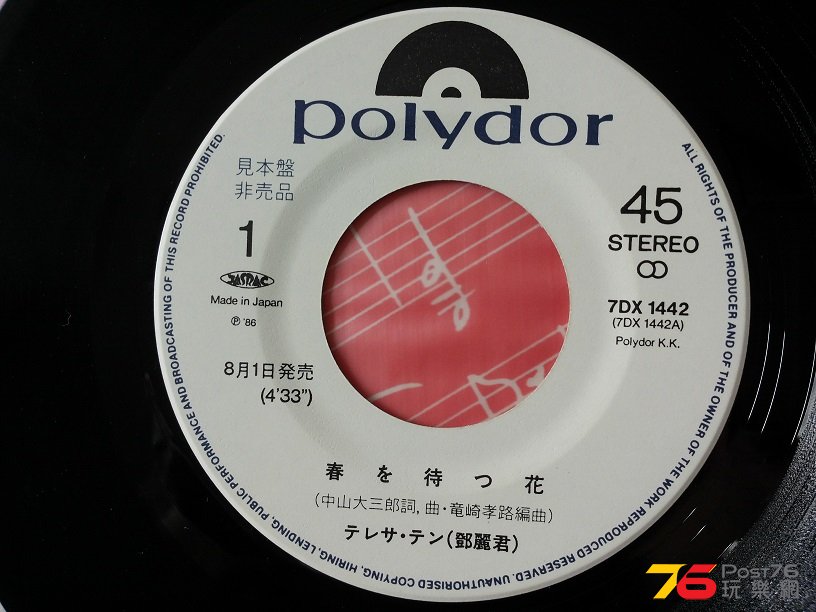 polydor
見本盤
非売品
1
JASRAC
Made in Japan
Ⓟ '86
8月1日発売
(4'33")
45
STEREO
7DX 1442
(7DX 1442A)
Polydor K.K.
春を待つ花
(中山大三郎詞,曲・竜崎孝路編曲)
テレサ・テン(鄧麗君)
ALL RIGHTS OF THE PRODUCER AND OF THE OWNER OF THE WORK REPRODUCED RESERVED. UNAUTHORISED COPYING, HIRING, LENDING, PUBLIC PERFORMANCE AND BROADCASTING OF THIS RECORD PROHIBITED.
76 Post76
玩樂網